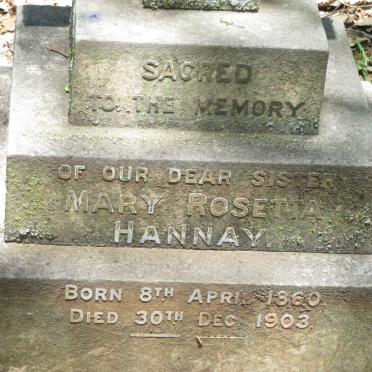 SACRED
TO THE MEMORY
OF OUR DEAR SISTER
MARY ROSETTA
HANNAY
BORN 8TH APRIL 1860
DIED 30TH DEC. 1903